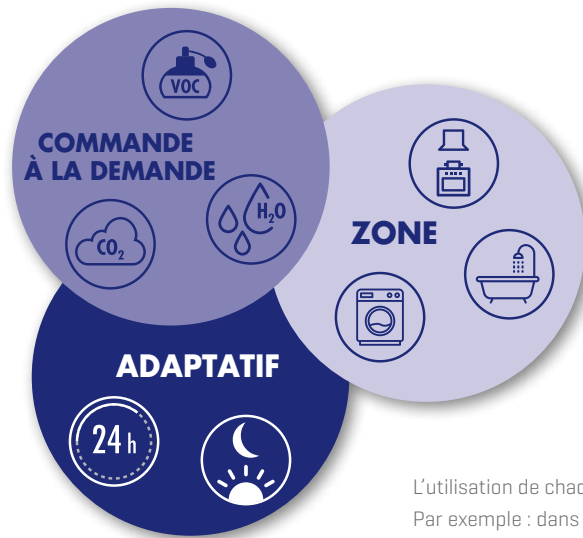 VOC
COMMANDE
À LA DEMANDE
H₂O
CO₂
ZONE
ADAPTATIF
24 h
L'utilisation de chac
Par exemple : dans